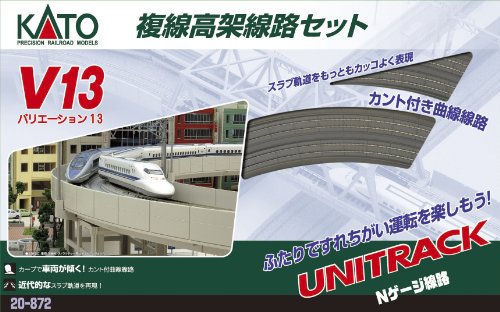 KATO
PRECISION RAILROAD MODELS
複線高架線路セット
V13
バリエーション 13
スラブ軌道をもっともカッコよく表現
カント付き曲線線路
ふたりですれちがい運転を楽しもう!
UNITRACK
Nゲージ線路
カーブで車両が傾く! カント付曲線線路
近代的なスラブ軌道を再現!
20-872